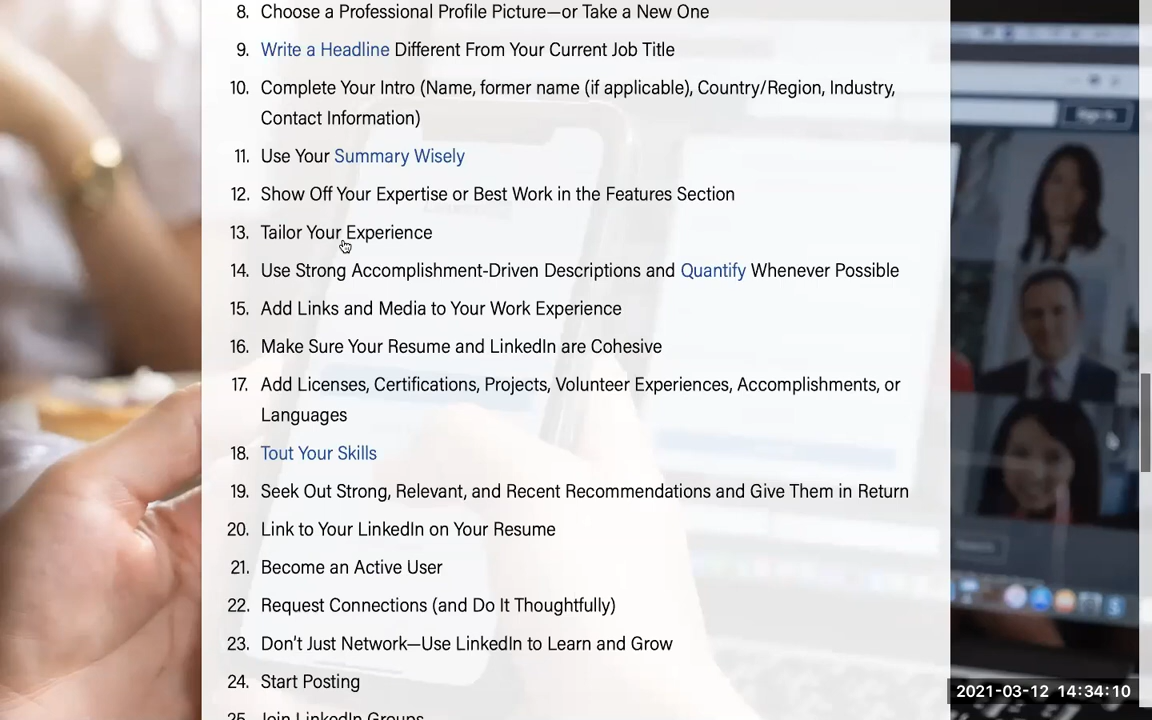 8. Choose a Professional Profile Picture—or Take a New One
9. Write a Headline Different From Your Current Job Title
10. Complete Your Intro (Name, former name (if applicable), Country/Region, Industry,
Contact Information)
11. Use Your Summary Wisely
12. Show Off Your Expertise or Best Work in the Features Section
13. Tailor Your Experience
14. Use Strong Accomplishment-Driven Descriptions and Quantify Whenever Possible
15. Add Links and Media to Your Work Experience
16. Make Sure Your Resume and LinkedIn are Cohesive
17. Add Licenses, Certifications, Projects, Volunteer Experiences, Accomplishments, or
Languages
18. Tout Your Skills
19. Seek Out Strong, Relevant, and Recent Recommendations and Give Them in Return
20. Link to Your LinkedIn on Your Resume
21. Become an Active User
22. Request Connections (and Do It Thoughtfully)
23. Don't Just Network—Use LinkedIn to Learn and Grow
24. Start Posting
25. Join LinkedIn Groups
2021-03-12 14:34:10